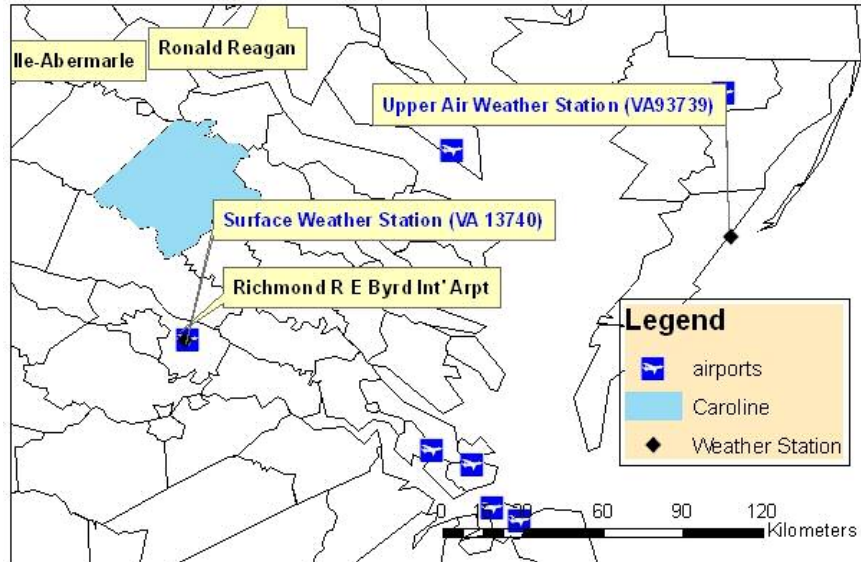 Ronald Reagan
lle-Abermarle
Upper Air Weather Station (VA93739)
Surface Weather Station (VA 13740)
Richmond R E Byrd Int' Arpt
Legend
airports
Caroline
Weather Station
0 30 60 90 120
Kilometers